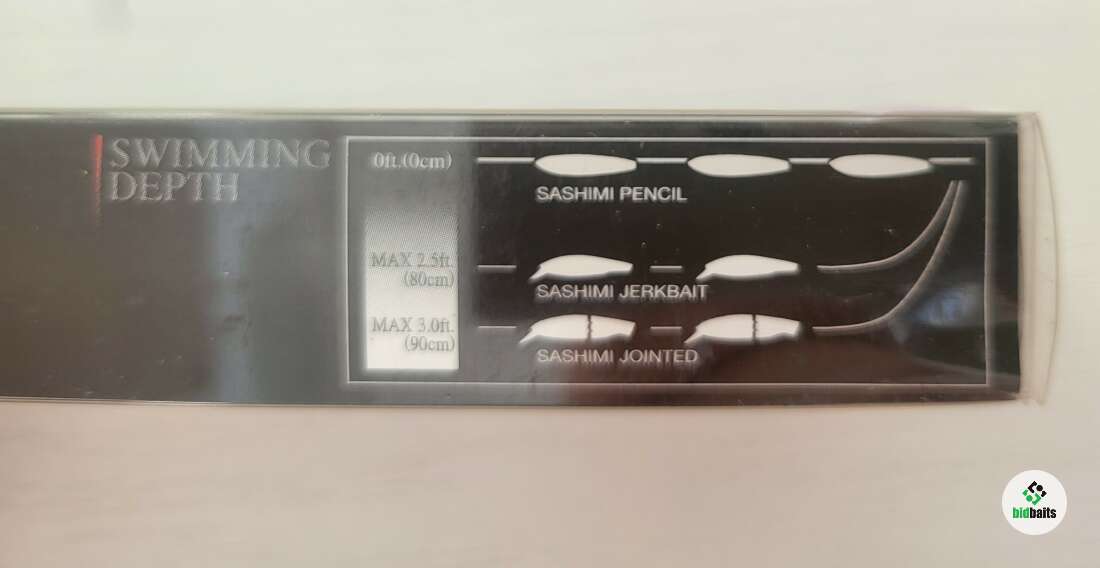 SWIMMING
DEPTH
0ft.(0cm)
SASHIMI PENCIL
MAX 2.5ft.
(80cm)
SASHIMI JERKBAIT
MAX 3.0ft.
(90cm)
SASHIMI JOINTED
bidbaits